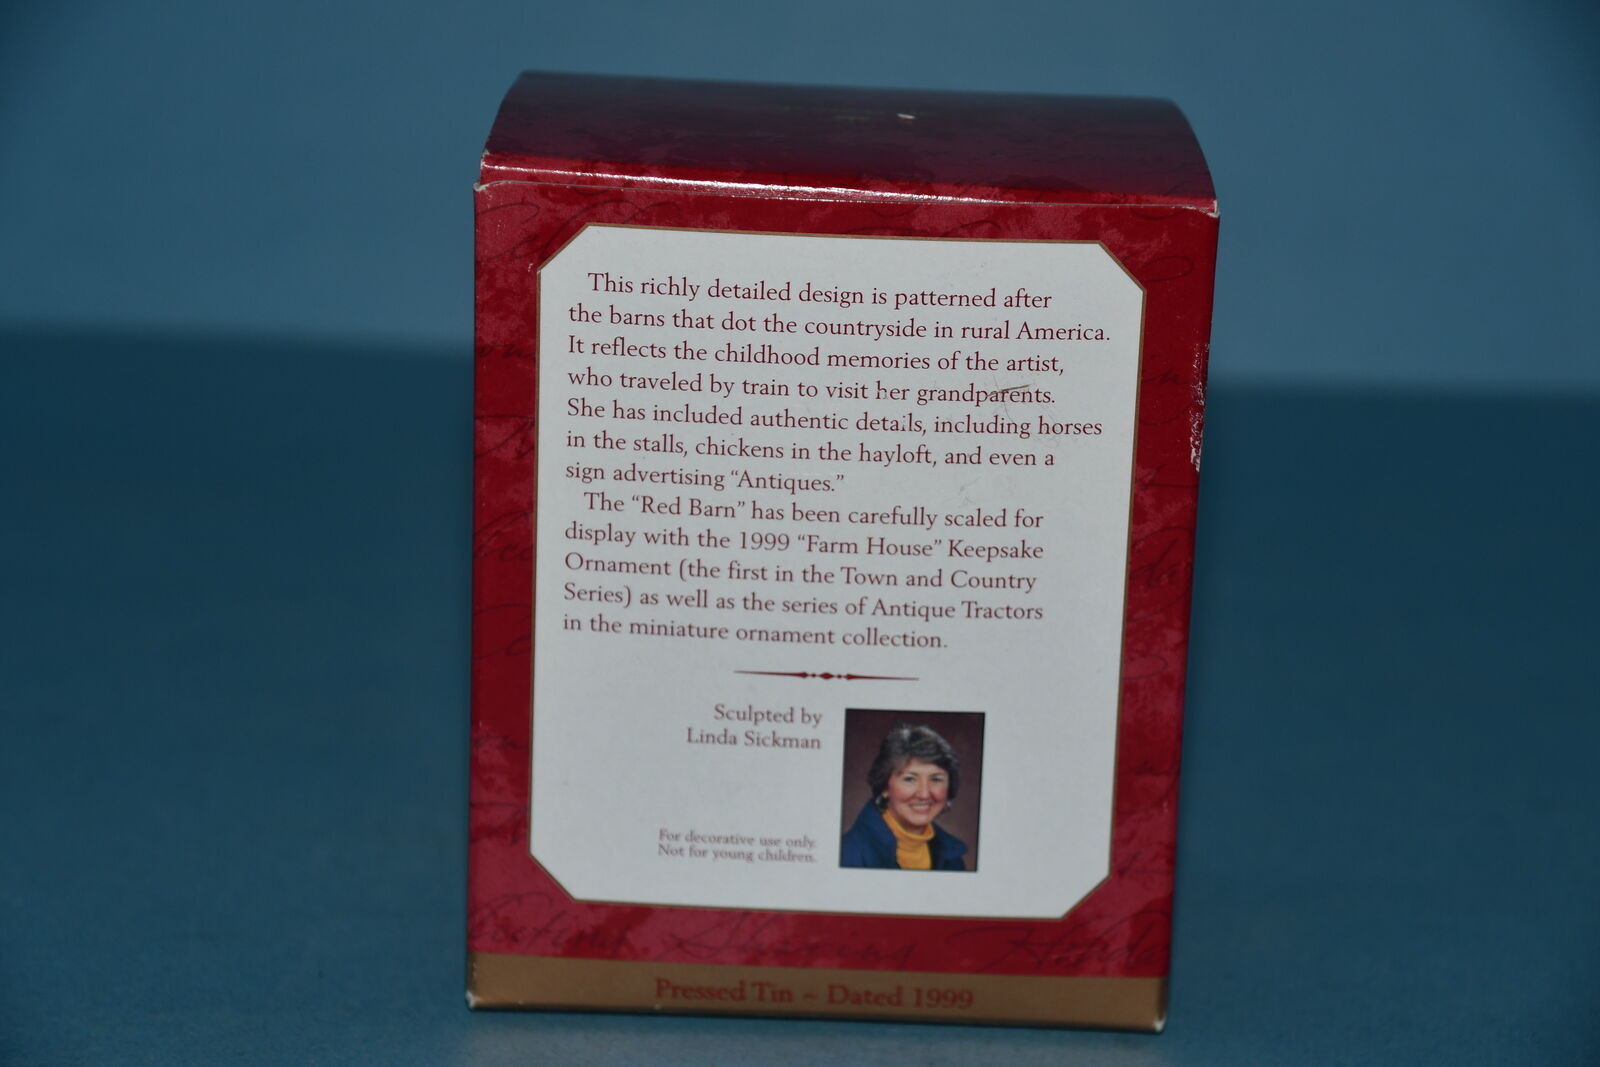 This richly detailed design is patterned after
the barns that dot the countryside in rural America.
It reflects the childhood memories of the artist,
who traveled by train to visit her grandparents.
She has included authentic details, including horses
in the stalls, chickens in the hayloft, and even a
sign advertising “Antiques.”
The “Red Barn” has been carefully scaled for
display with the 1999 “Farm House” Keepsake
Ornament (the first in the Town and Country
Series) as well as the series of Antique Tractors
in the miniature ornament collection.
Sculpted by
Linda Sickman
For decorative use only.
Not for young children.
Sharing
Pressed Tin ~ Dated 1999